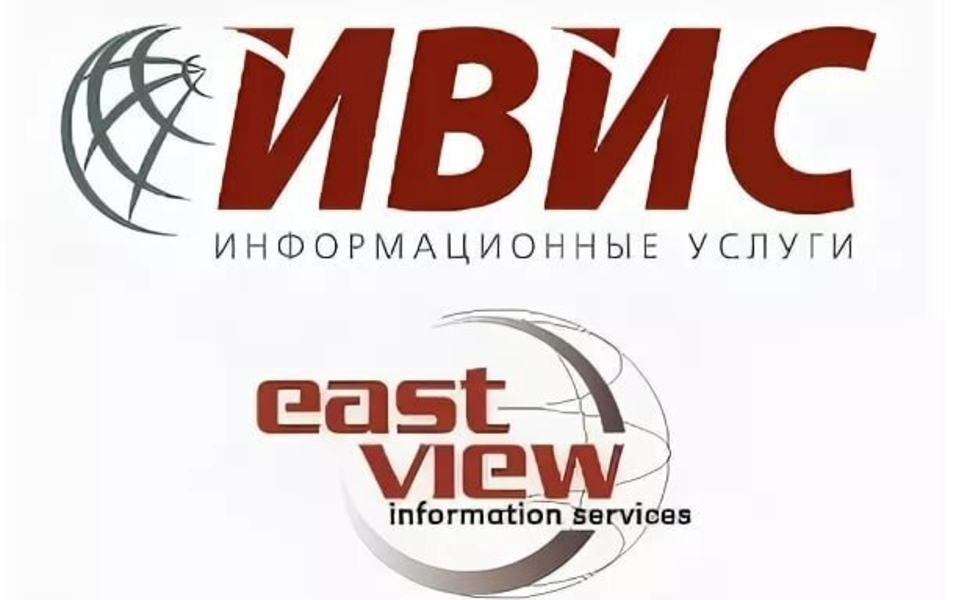 ИВИС
ИНФОРМАЦИОННЫЕ УСЛУГИ
east
view
information services